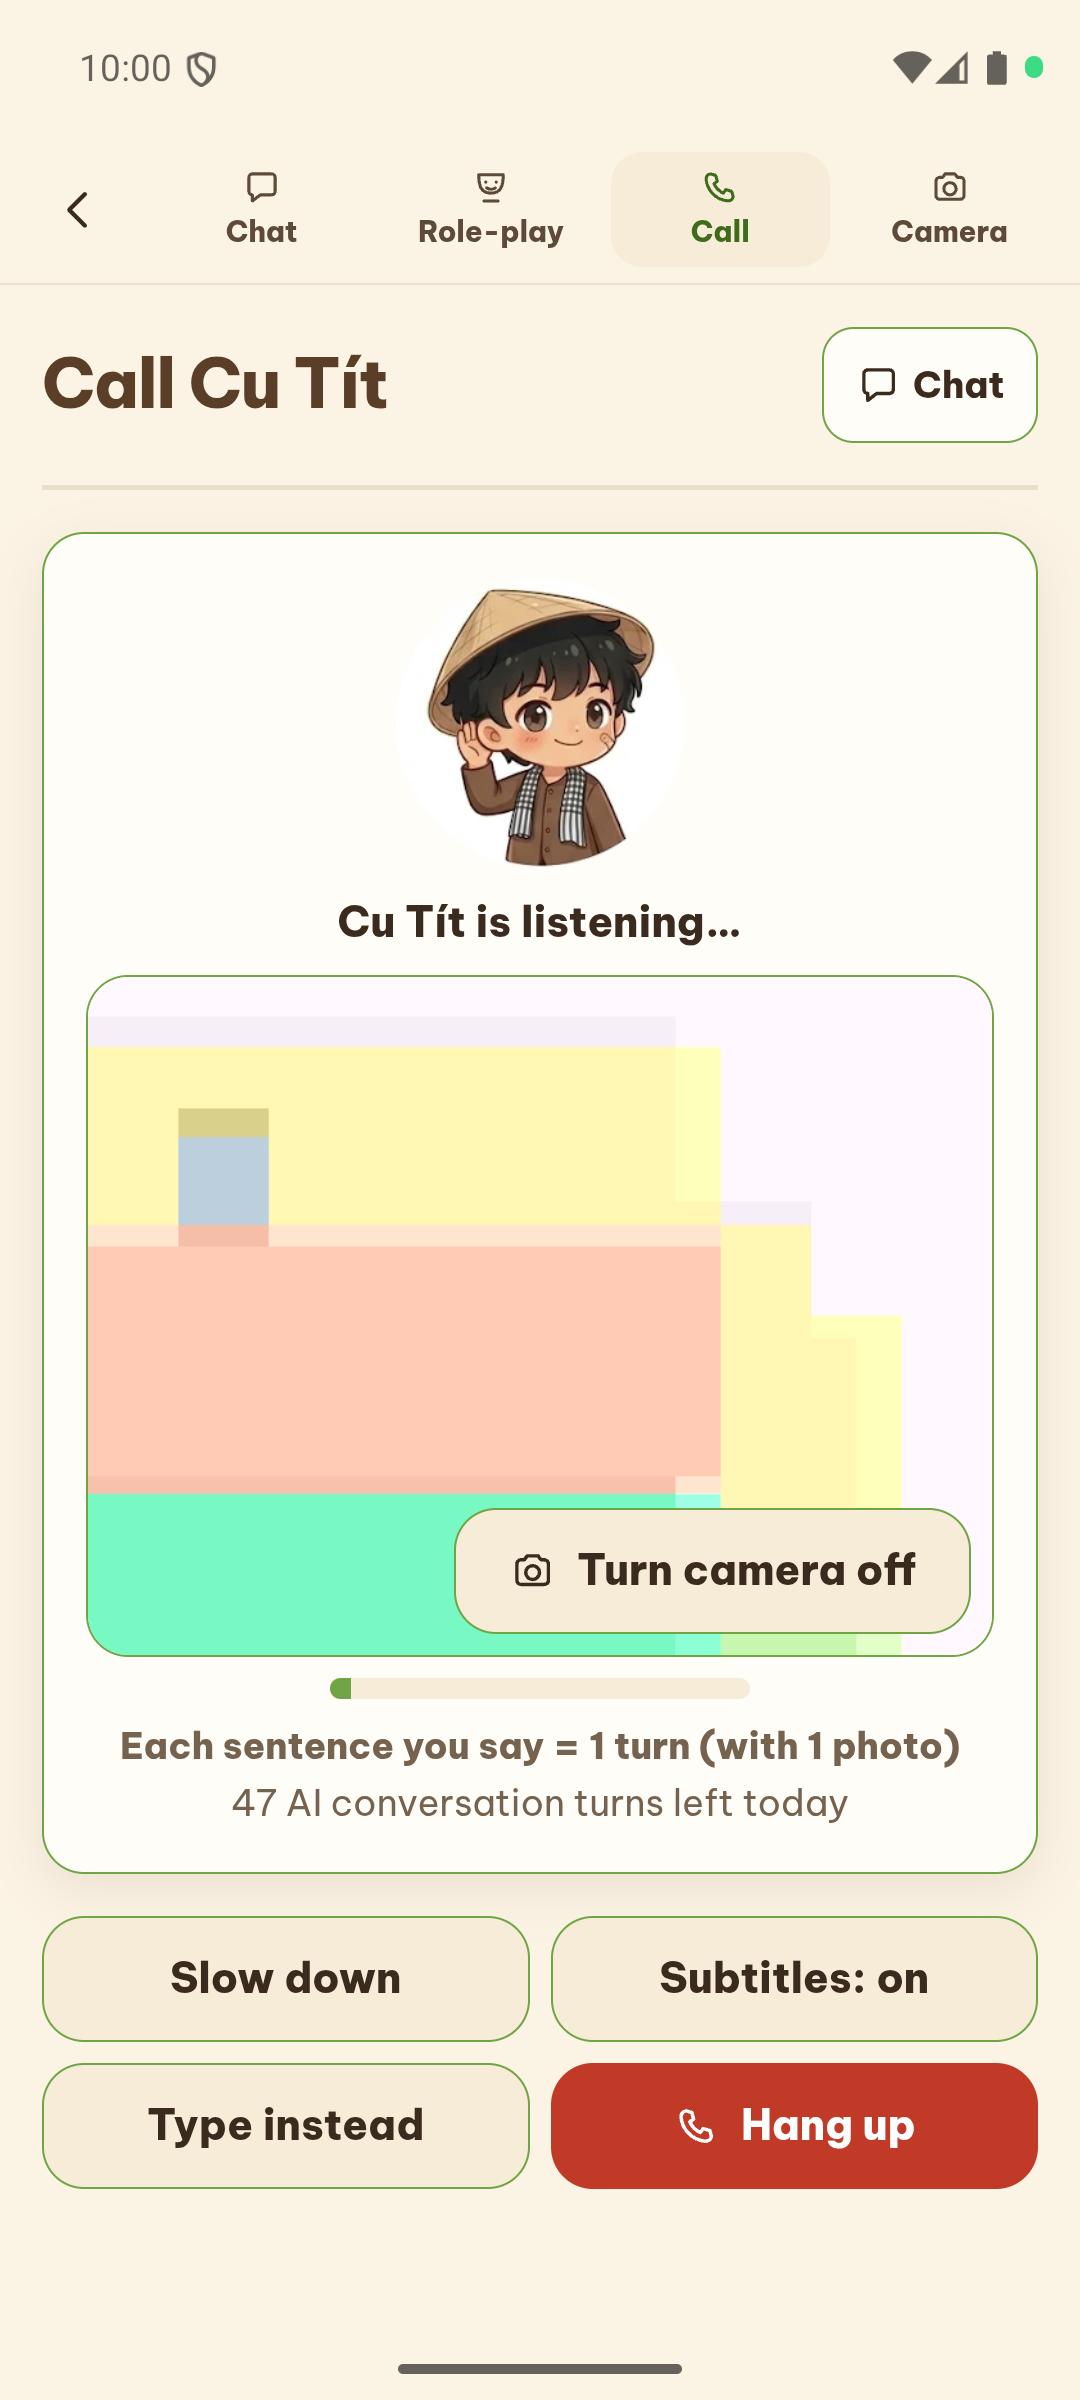 10:00
Chat
Role-play
Call
Camera
Call Cu Tít
Chat
Cu Tít is listening...
Turn camera off
Each sentence you say = 1 turn (with 1 photo)
47 AI conversation turns left today
Slow down
Subtitles: on
Type instead
Hang up